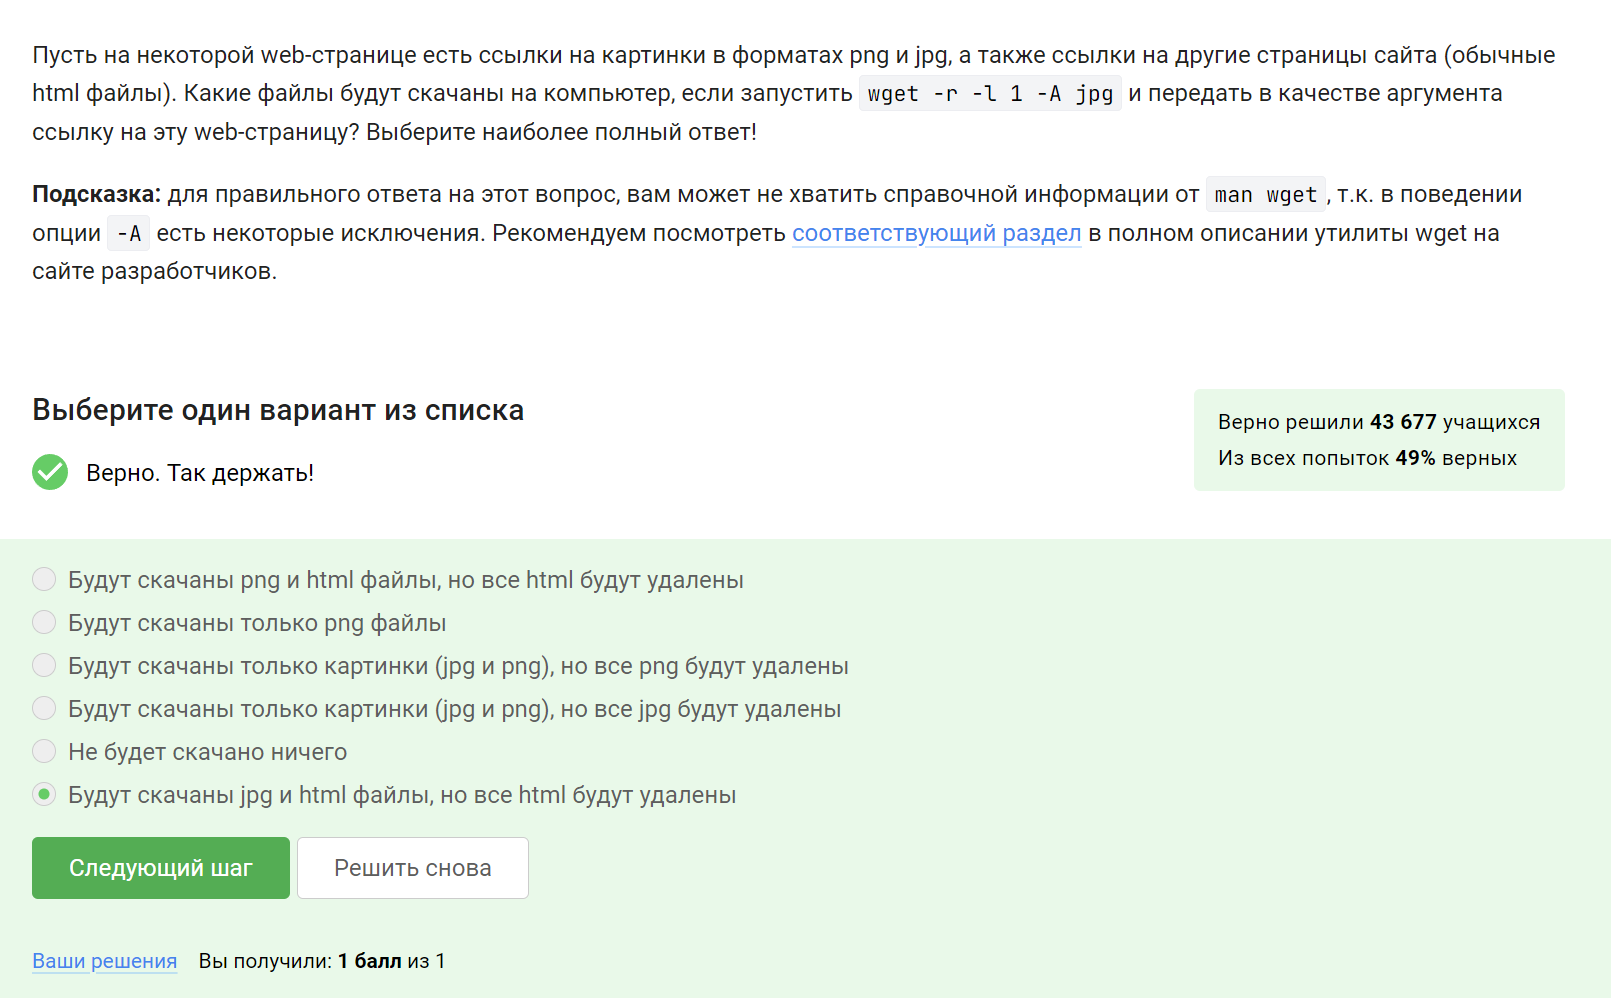 Пусть на некоторой web-странице есть ссылки на картинки в форматах png и jpg, а также ссылки на другие страницы сайта (обычные
html файлы). Какие файлы будут скачаны на компьютер, если запустить wget -r -l 1 -A jpg и передать в качестве аргумента
ссылку на эту web-страницу? Выберите наиболее полный ответ!
Подсказка: для правильного ответа на этот вопрос, вам может не хватить справочной информации от man wget, т.к. в поведении
опции -A есть некоторые исключения. Рекомендуем посмотреть соответствующий раздел в полном описании утилиты wget на
сайте разработчиков.
Выберите один вариант из списка
Верно. Так держать!
Верно решили 43 677 учащихся
Из всех попыток 49% верных
Будут скачаны png и html файлы, но все html будут удалены
Будут скачаны только png файлы
Будут скачаны только картинки (jpg и png), но все png будут удалены
Будут скачаны только картинки (jpg и png), но все jpg будут удалены
Не будет скачано ничего
Будут скачаны jpg и html файлы, но все html будут удалены
Следующий шаг
Решить снова
Ваши решения Вы получили: 1 балл из 1